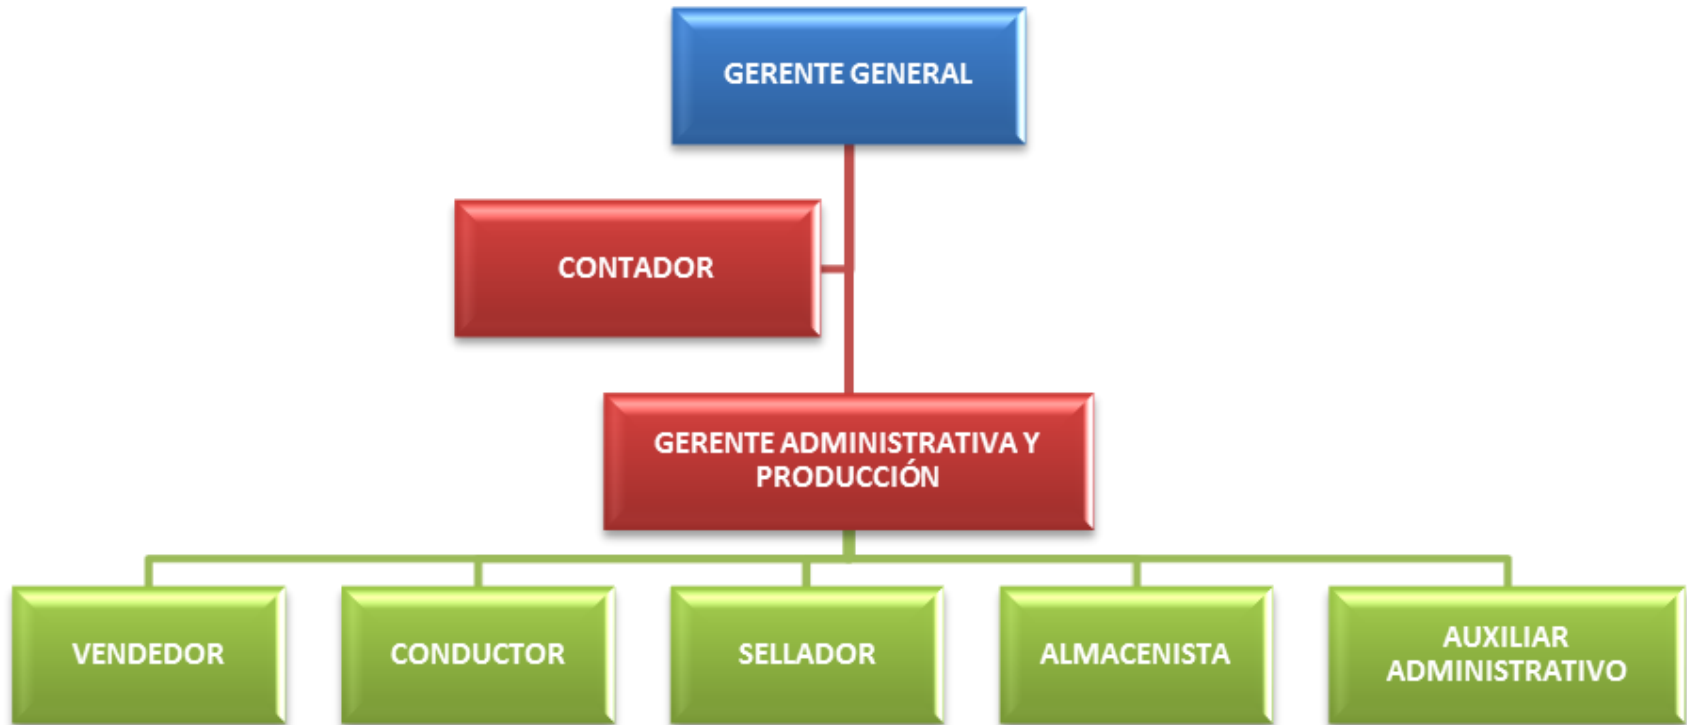 GERENTE GENERAL
CONTADOR
GERENTE ADMINISTRATIVA Y
PRODUCCIÓN
VENDEDOR
CONDUCTOR
SELLADOR
ALMACENISTA
AUXILIAR
ADMINISTRATIVO